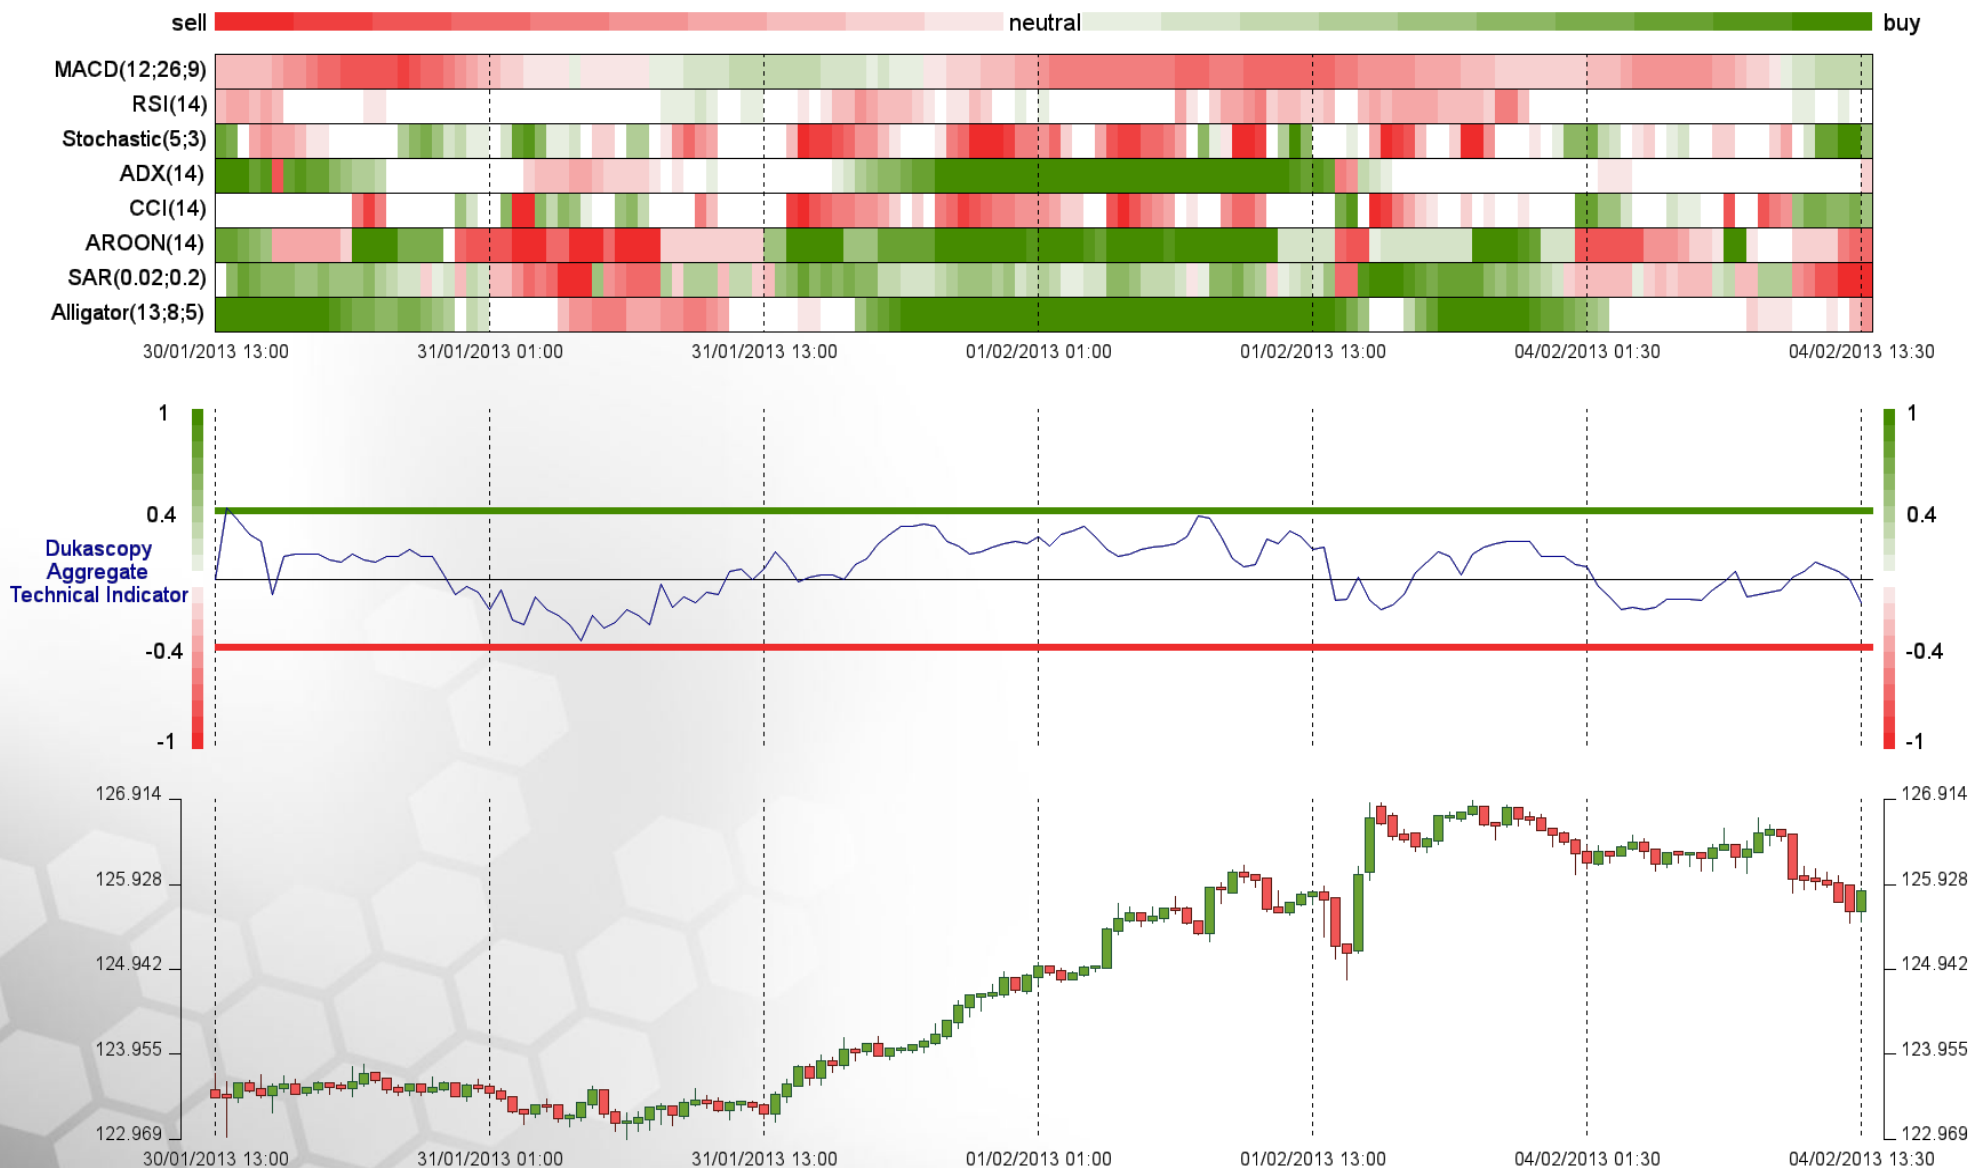 sell neutral buy
MACD(12;26;9)
RSI(14)
Stochastic(5;3)
ADX(14)
CCI(14)
AROON(14)
SAR(0.02;0.2)
Alligator(13;8;5)
30/01/2013 13:00 31/01/2013 01:00 31/01/2013 13:00 01/02/2013 01:00 01/02/2013 13:00 04/02/2013 01:30 04/02/2013 13:30
1 1
0.4 0.4
Dukascopy
Aggregate
Technical Indicator
-0.4 -0.4
-1 -1
126.914 126.914
125.928 125.928
124.942 124.942
123.955 123.955
122.969 122.969
30/01/2013 13:00 31/01/2013 01:00 31/01/2013 13:00 01/02/2013 01:00 01/02/2013 13:00 04/02/2013 01:30 04/02/2013 13:30